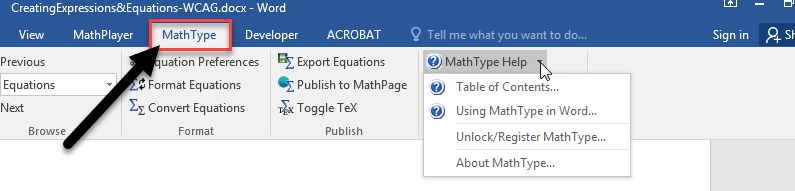 CreatingExpressions&Equations-WCAG.docx - Word
View MathPlayer MathType Developer ACROBAT Tell me what you want to do... Sign in Sh
Previous Equation Preferences Export Equations MathType Help
Equations Format Equations Publish to MathPage Table of Contents...
Next Convert Equations Toggle TeX Using MathType in Word...
Browse Format Publish Unlock/Register MathType...
About MathType...